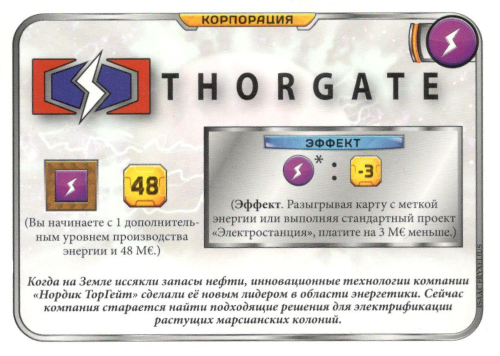 КОРПОРАЦИЯ
THORGATE
ЭФФЕКТ
* : -3
48
(Вы начинаете с 1 дополнитель-
ным уровнем производства
энергии и 48 М€.)
(Эффект. Разыгрывая карту с меткой
энергии или выполняя стандартный проект
«Электростанция», платите на 3 М€ меньше.)
Когда на Земле иссякли запасы нефти, инновационные технологии компании
«Нордик ТорГейт» сделали её новым лидером в области энергетики. Сейчас
компания старается найти подходящие решения для электрификации
растущих марсианских колоний.
ISAAC FRYXELIUS